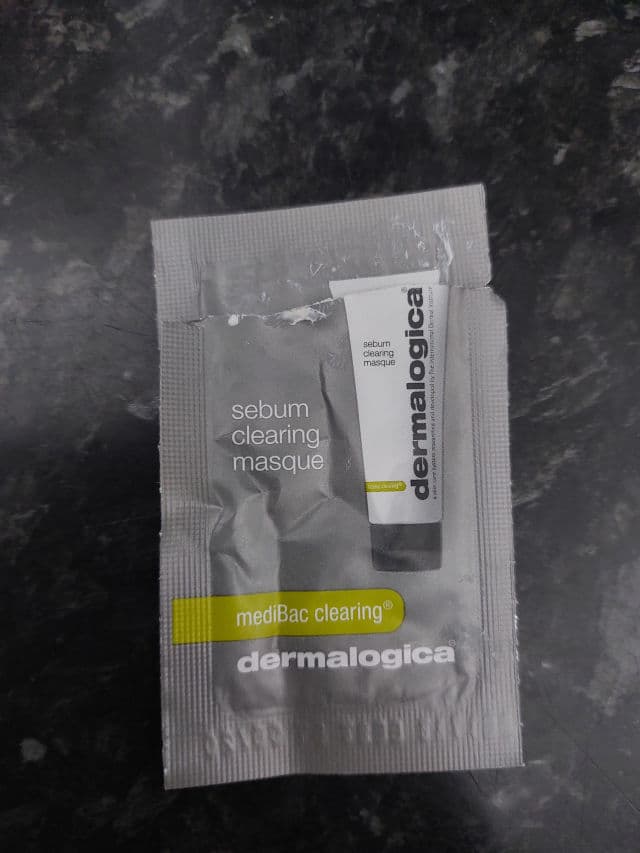 sebum
clearing
masque
dermalogica®
sebum
clearing
masque
mediBac clearing®
dermalogica®